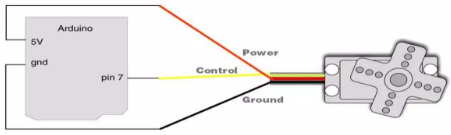 Arduino
5V
gnd
pin 7
Power
Control
Ground